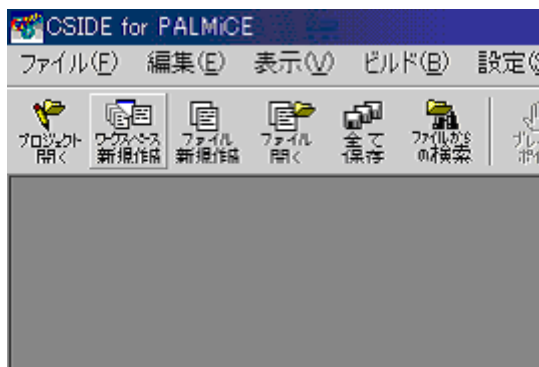 CSIDE for PALMiCE
ファイル(F) 編集(E) 表示(V) ビルド(B) 設定(
プロジェクト
開く
ワークスペース
新規作成
ファイル
新規作成
ファイル
開く
全て
保存
ファイルから
の検索